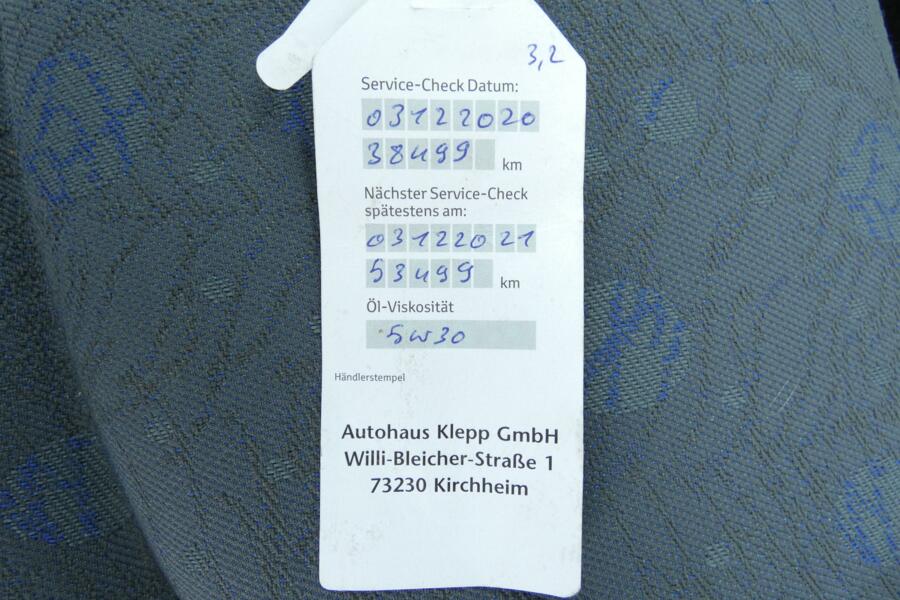 3,2
Service-Check Datum:
03122020
38499 km
Nächster Service-Check
spätestens am:
03122021
53499 km
Öl-Viskosität
5w30
Händlerstempel
Autohaus Klepp GmbH
Willi-Bleicher-Straße 1
73230 Kirchheim